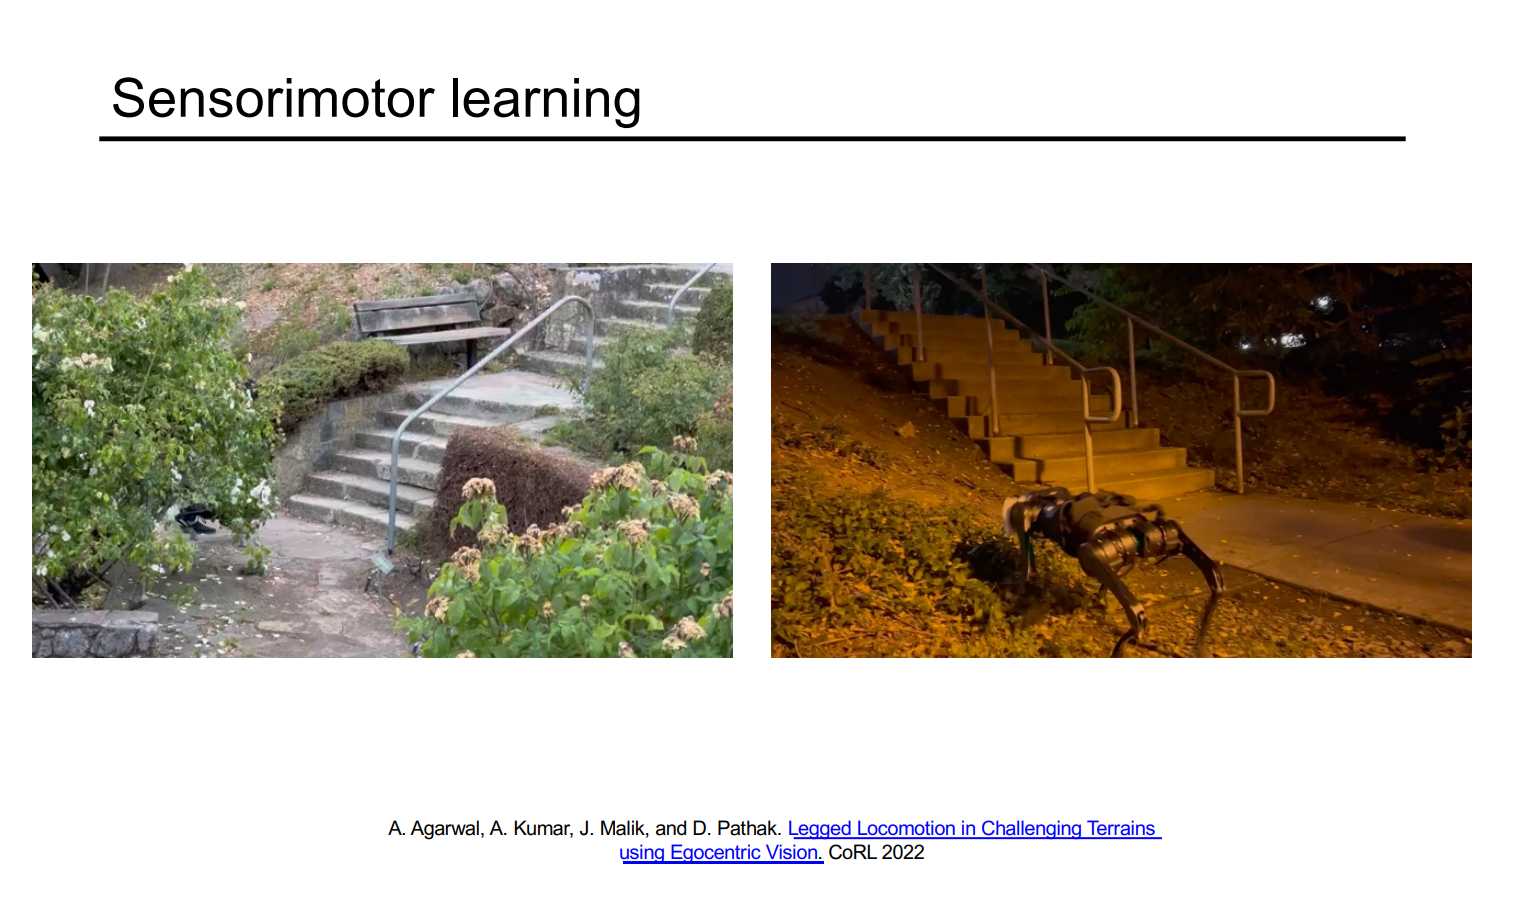 Sensorimotor learning
A. Agarwal, A. Kumar, J. Malik, and D. Pathak. Legged Locomotion in Challenging Terrains
using Egocentric Vision. CoRL 2022